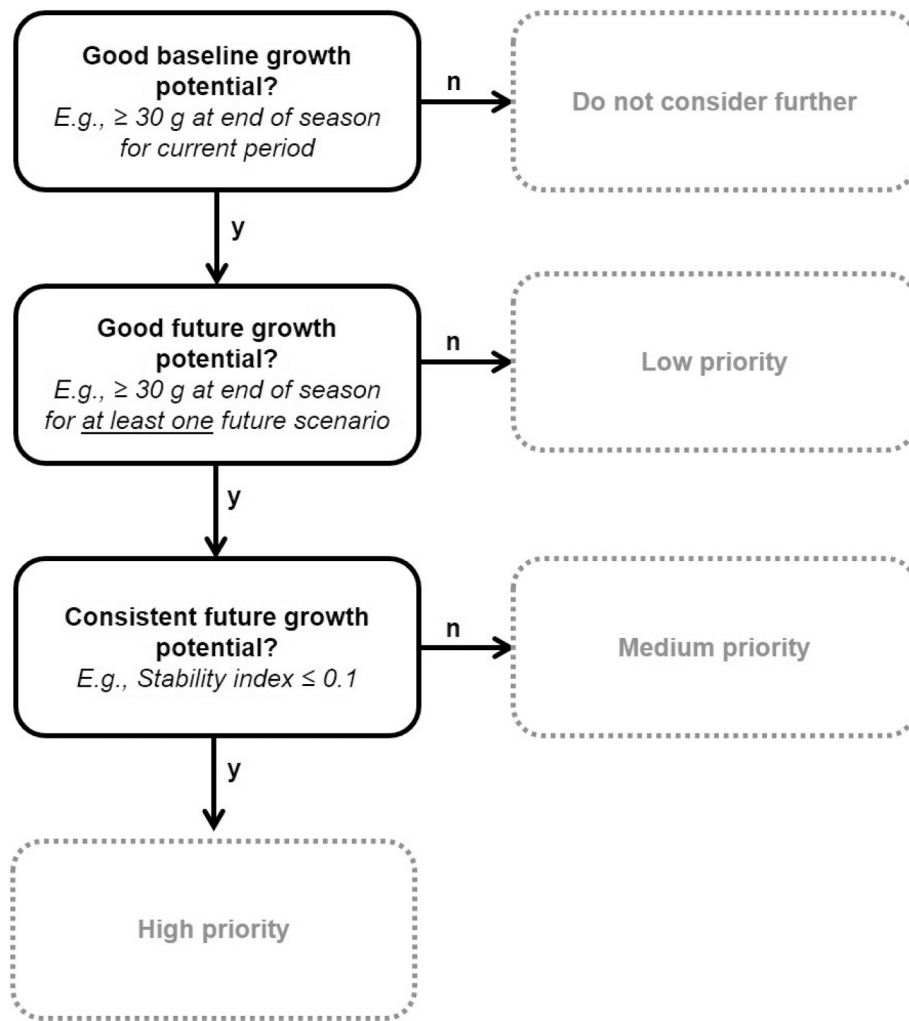 Good baseline growth
potential?
E.g., ≥ 30 g at end of season
for current period
n
Do not consider further
y
Good future growth
potential?
E.g., ≥ 30 g at end of season
for at least one future scenario
n
Low priority
y
Consistent future growth
potential?
E.g., Stability index ≤ 0.1
n
Medium priority
y
High priority